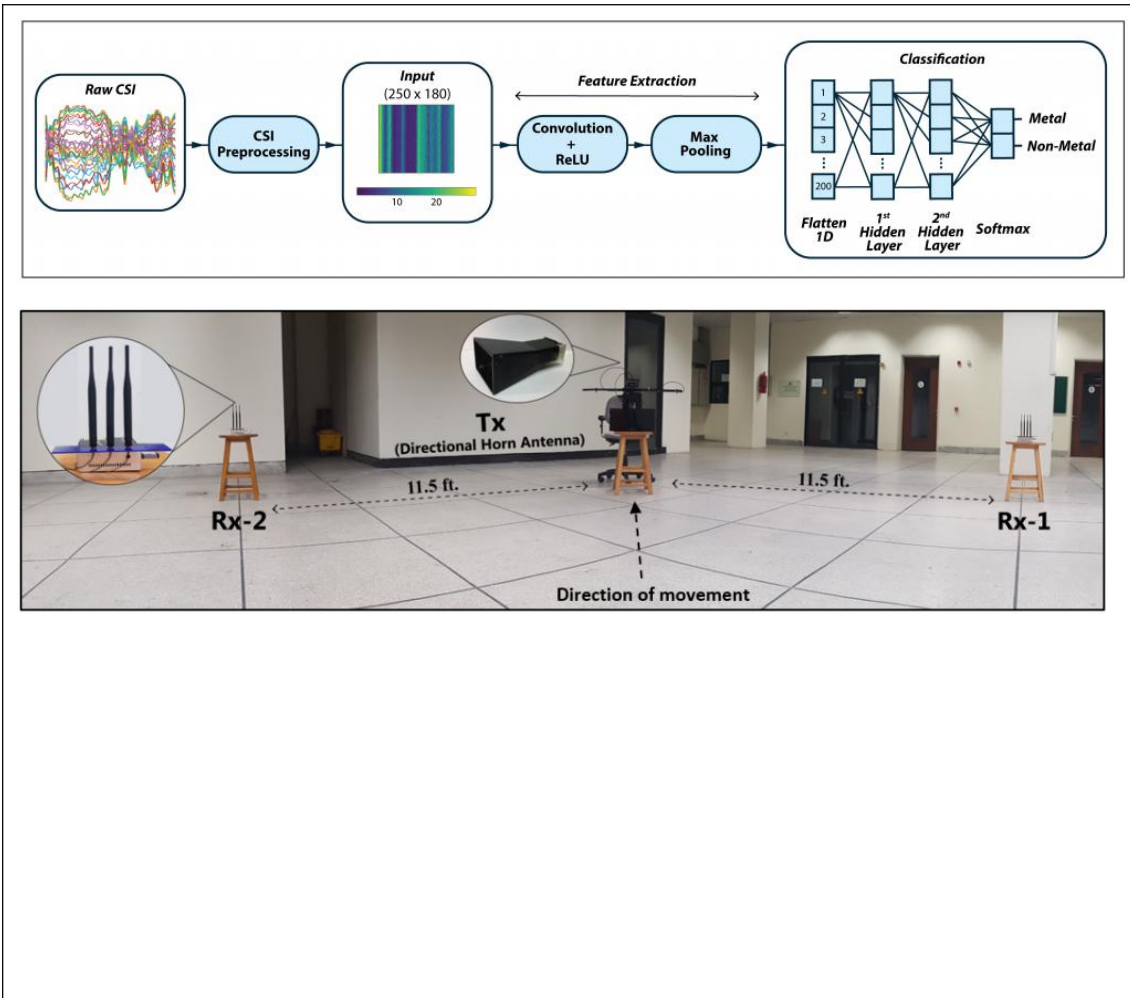 Raw CSI
CSI
Preprocessing
Input
(250 x 180)
10 20
Feature Extraction
Convolution
+
ReLU
Max
Pooling
Classification
1
2
3
200
Flatten
1D
1st
Hidden
Layer
2nd
Hidden
Layer
Softmax
Metal
Non-Metal
Tx
(Directional Horn Antenna)
11.5 ft.
11.5 ft.
Rx-2
Rx-1
Direction of movement